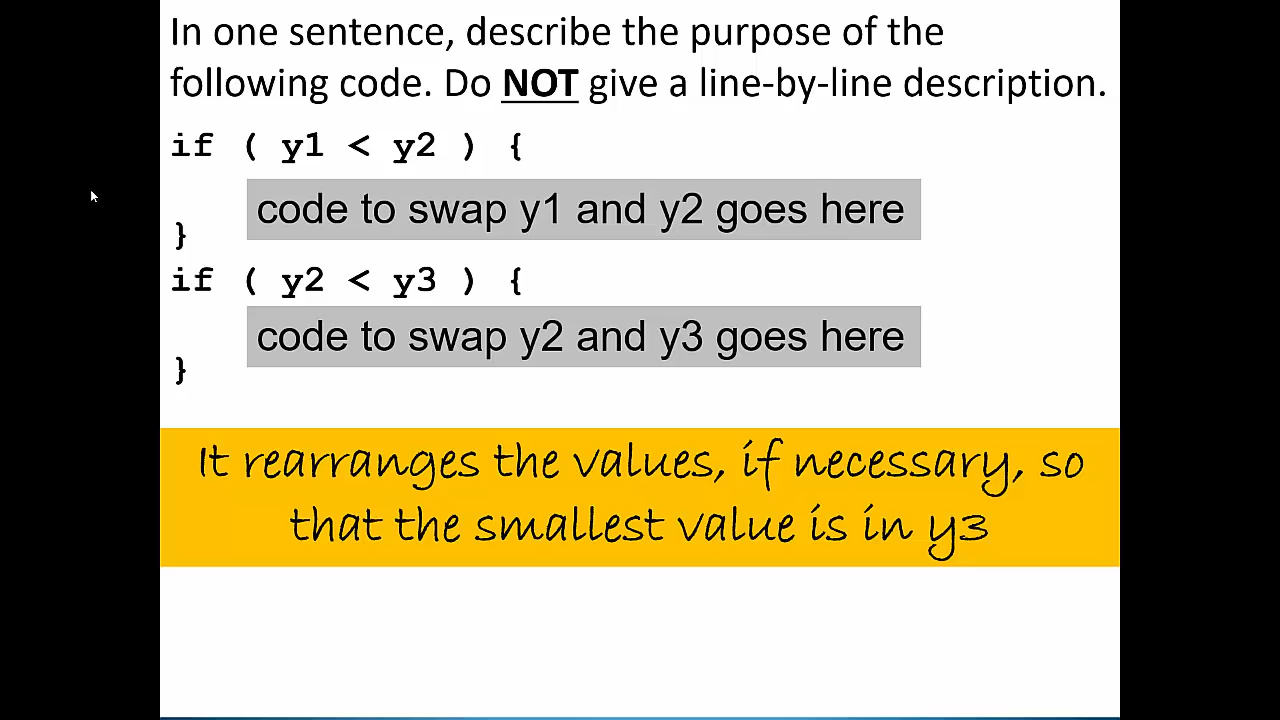 In one sentence, describe the purpose of the
following code. Do NOT give a line-by-line description.
if ( y1 < y2 ) {
code to swap y1 and y2 goes here
}
if ( y2 < y3 ) {
code to swap y2 and y3 goes here
}
It rearranges the values, if necessary, so
that the smallest value is in y3